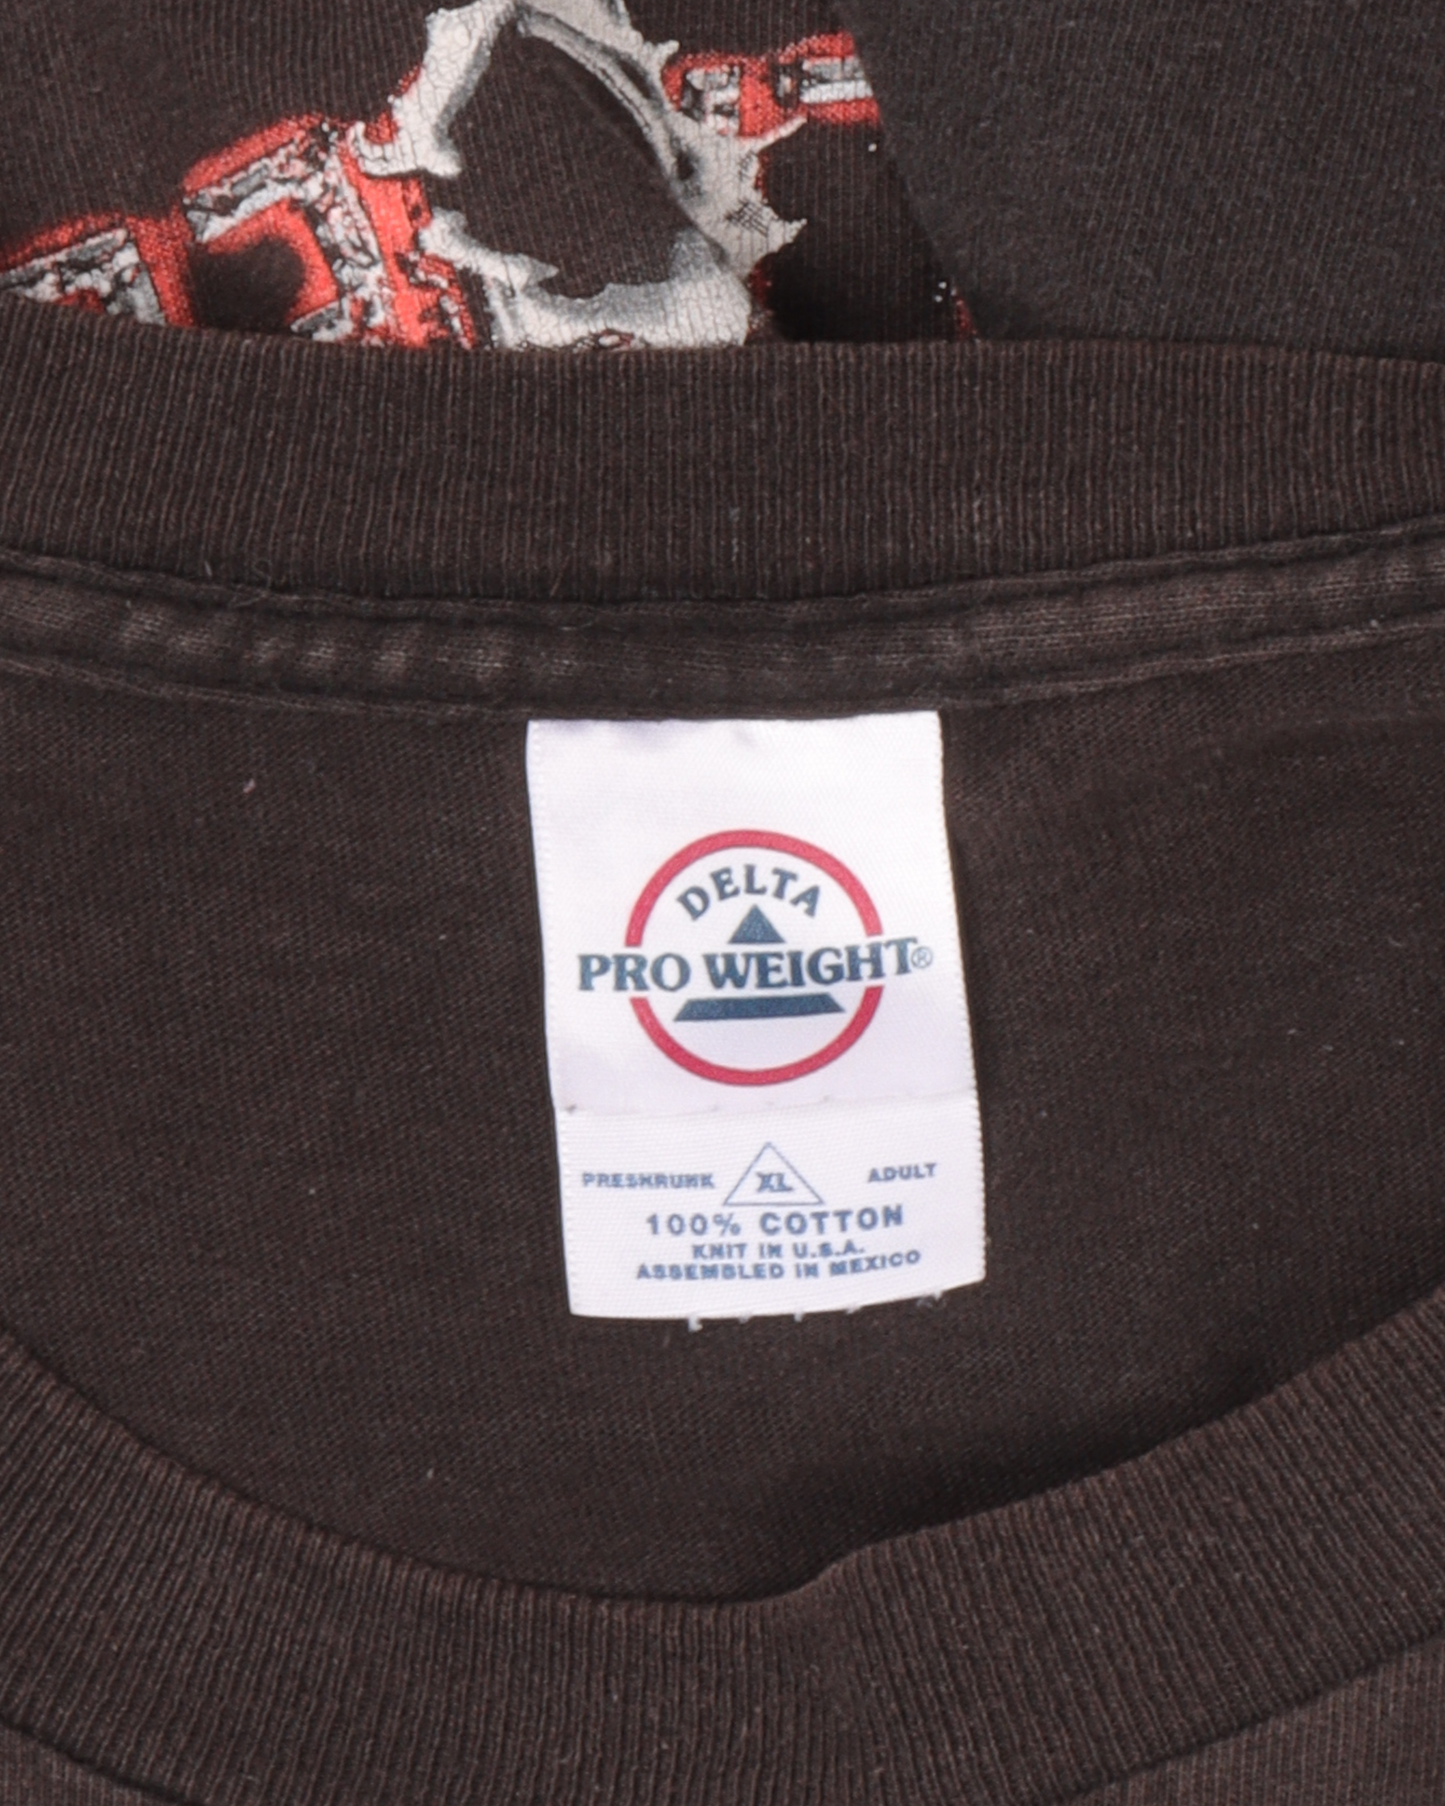 DELTA
PRO WEIGHT®
PRESHRUNK XL ADULT
100% COTTON
KNIT IN U.S.A.
ASSEMBLED IN MEXICO